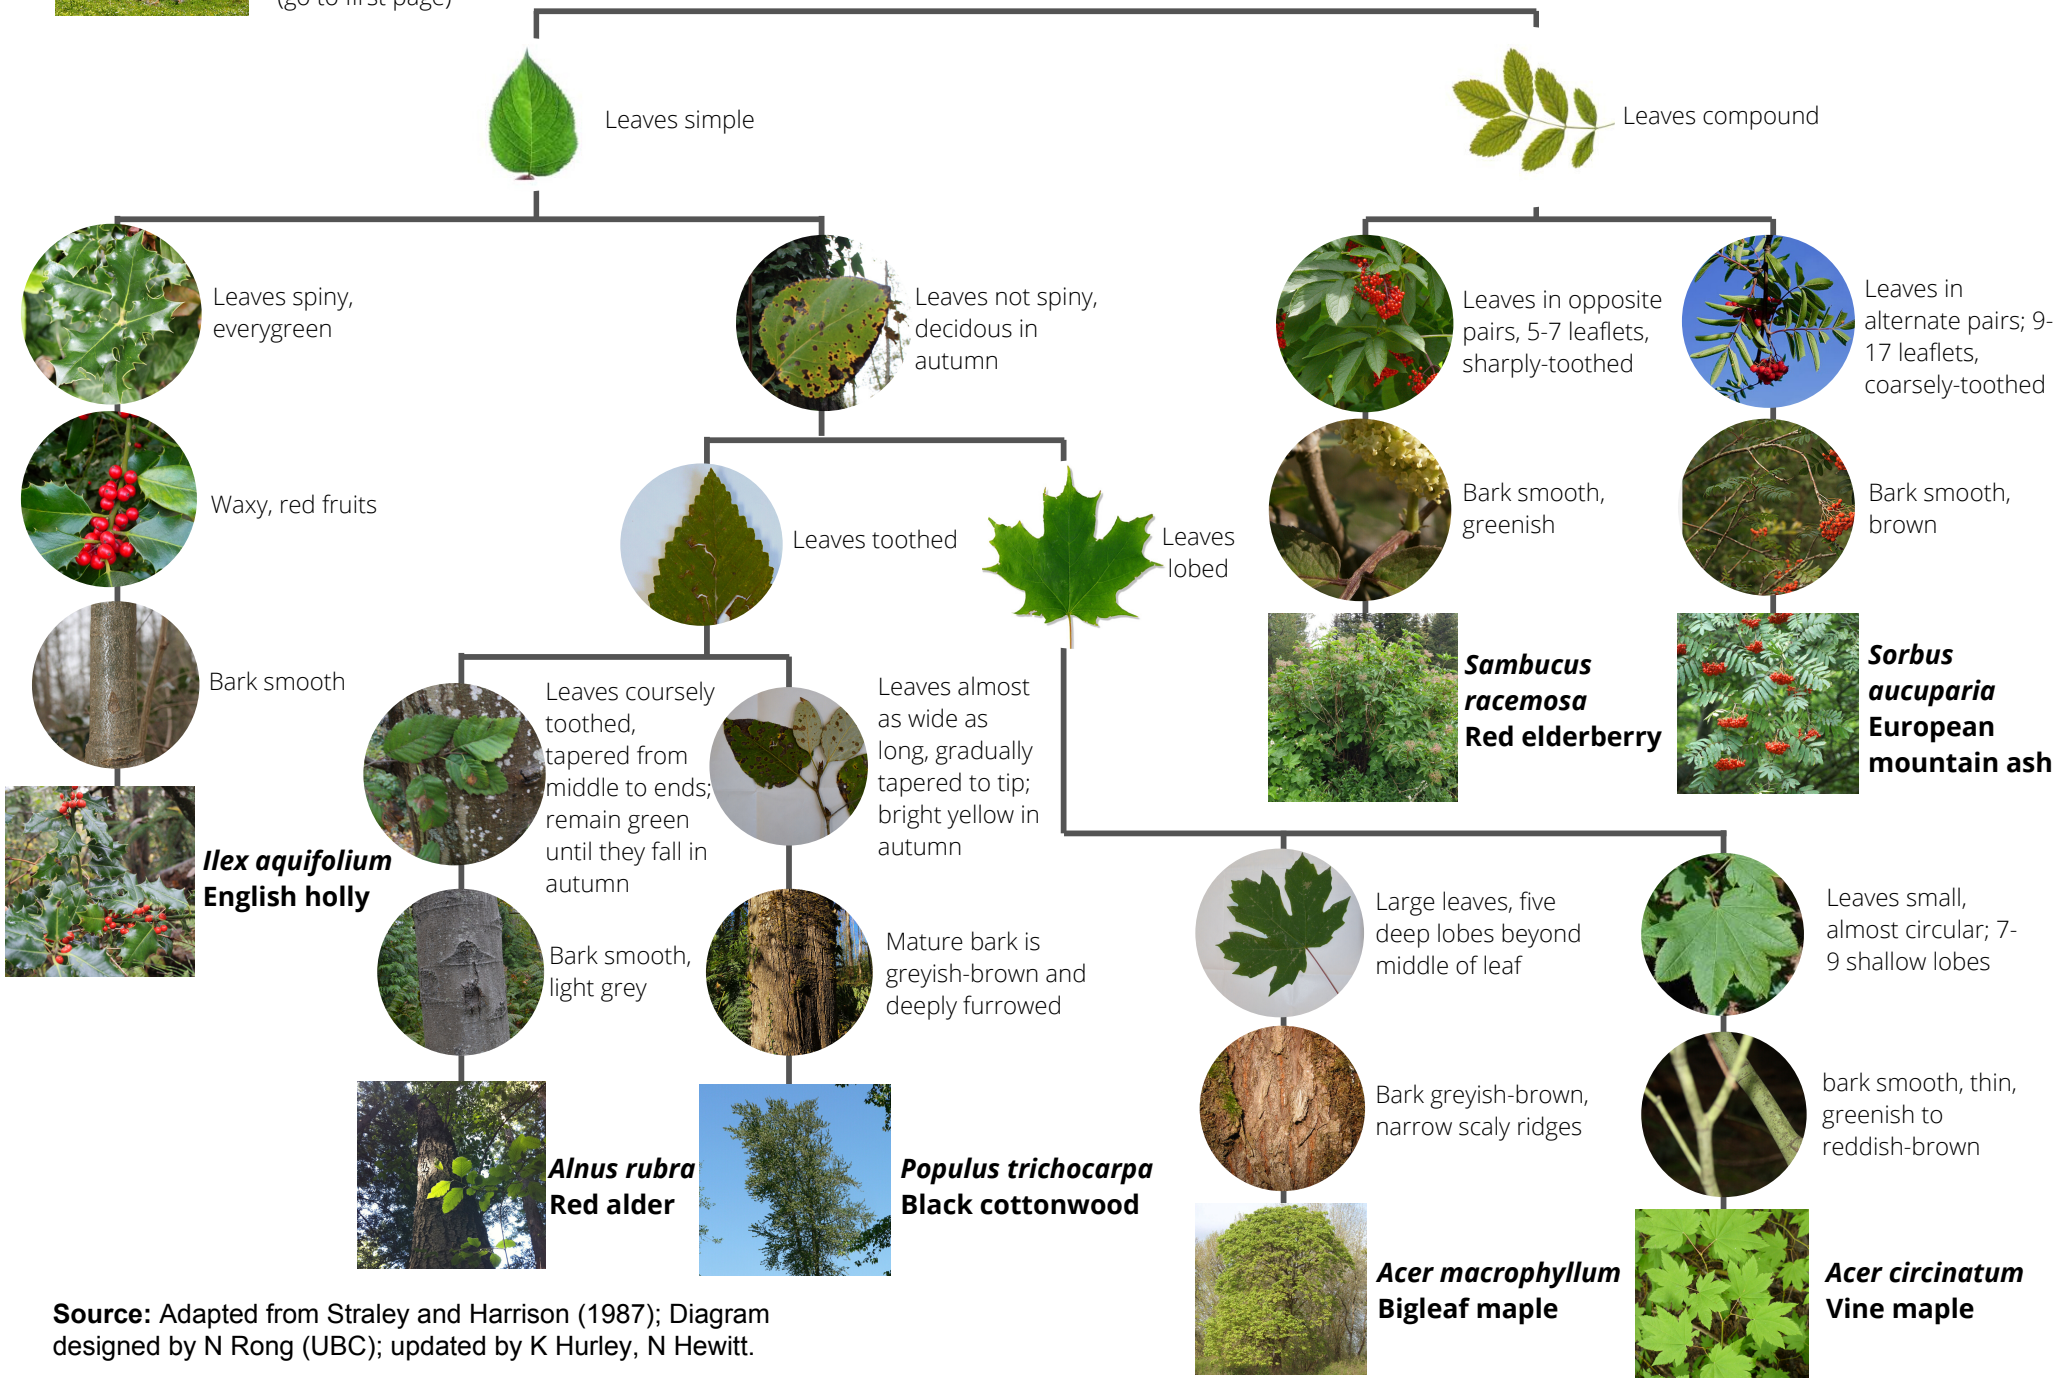 (go to first page)
Leaves simple
Leaves compound
Leaves spiny,
everygreen
Leaves not spiny,
decidous in
autumn
Leaves in opposite
pairs, 5-7 leaflets,
sharply-toothed
Leaves in
alternate pairs; 9-
17 leaflets,
coarsely-toothed
Waxy, red fruits
Leaves toothed
Leaves
lobed
Bark smooth,
greenish
Bark smooth,
brown
Bark smooth
Leaves coursely
toothed,
tapered from
middle to ends;
remain green
until they fall in
autumn
Leaves almost
as wide as
long, gradually
tapered to tip;
bright yellow in
autumn
Sambucus
racemosa
Red elderberry
Sorbus
aucuparia
European
mountain ash
Ilex aquifolium
English holly
Bark smooth,
light grey
Mature bark is
greyish-brown and
deeply furrowed
Large leaves, five
deep lobes beyond
middle of leaf
Leaves small,
almost circular; 7-
9 shallow lobes
Bark greyish-brown,
narrow scaly ridges
bark smooth, thin,
greenish to
reddish-brown
Alnus rubra
Red alder
Populus trichocarpa
Black cottonwood
Acer macrophyllum
Bigleaf maple
Acer circinatum
Vine maple
Source: Adapted from Straley and Harrison (1987); Diagram
designed by N Rong (UBC); updated by K Hurley, N Hewitt.